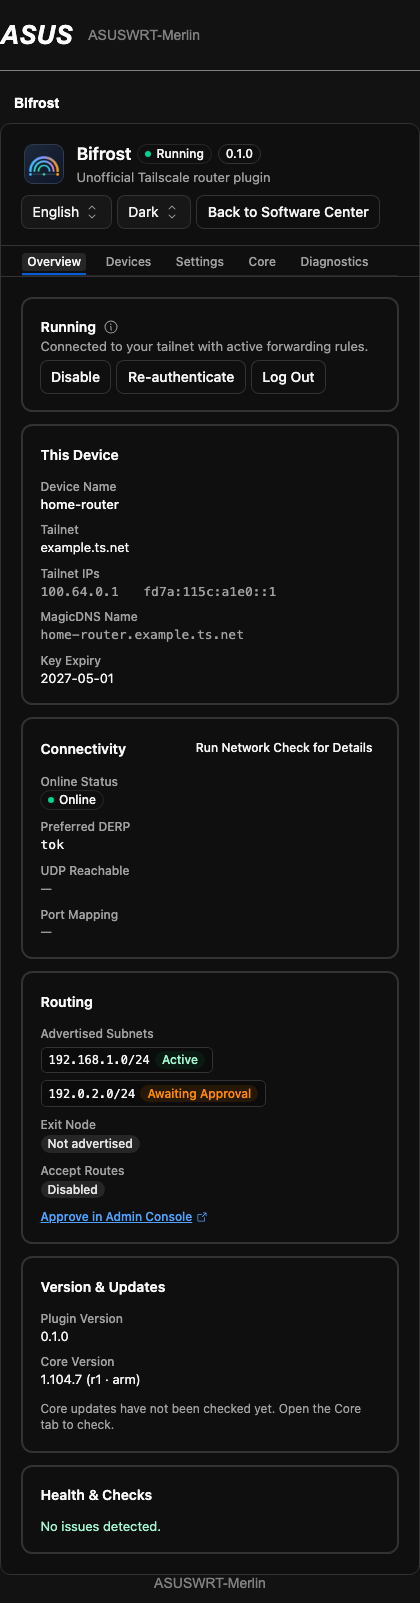 ASUS ASUSWRT-Merlin
Bifrost
Bifrost Running 0.1.0
Unofficial Tailscale router plugin
English Dark Back to Software Center
Overview Devices Settings Core Diagnostics
Running
Connected to your tailnet with active forwarding rules.
Disable Re-authenticate Log Out
This Device
Device Name
home-router
Tailnet
example.ts.net
Tailnet IPs
100.64.0.1 fd7a:115c:a1e0::1
MagicDNS Name
home-router.example.ts.net
Key Expiry
2027-05-01
Connectivity Run Network Check for Details
Online Status
Online
Preferred DERP
tok
UDP Reachable
—
Port Mapping
—
Routing
Advertised Subnets
192.168.1.0/24 Active
192.0.2.0/24 Awaiting Approval
Exit Node
Not advertised
Accept Routes
Disabled
Approve in Admin Console
Version & Updates
Plugin Version
0.1.0
Core Version
1.104.7 (r1 · arm)
Core updates have not been checked yet. Open the Core
tab to check.
Health & Checks
No issues detected.
ASUSWRT-Merlin